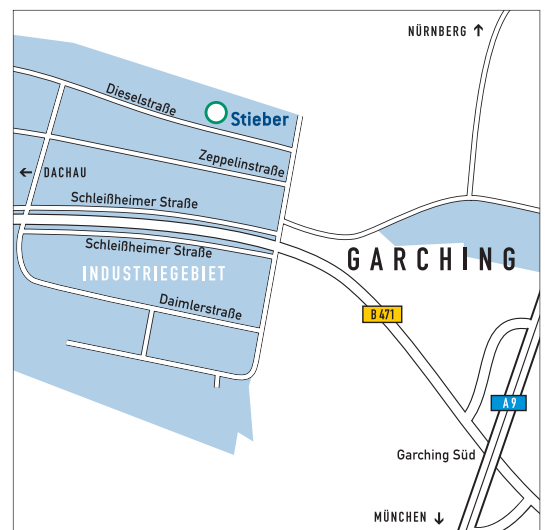 NÜRNBERG ↑
Dieselstraße
Stieber
Zeppelinstraße
← DACHAU
Schleißheimer Straße
Schleißheimer Straße
GARCHING
INDUSTRIEGEBIET
Daimlerstraße
B 471
A 9
Garching Süd
MÜNCHEN ↓